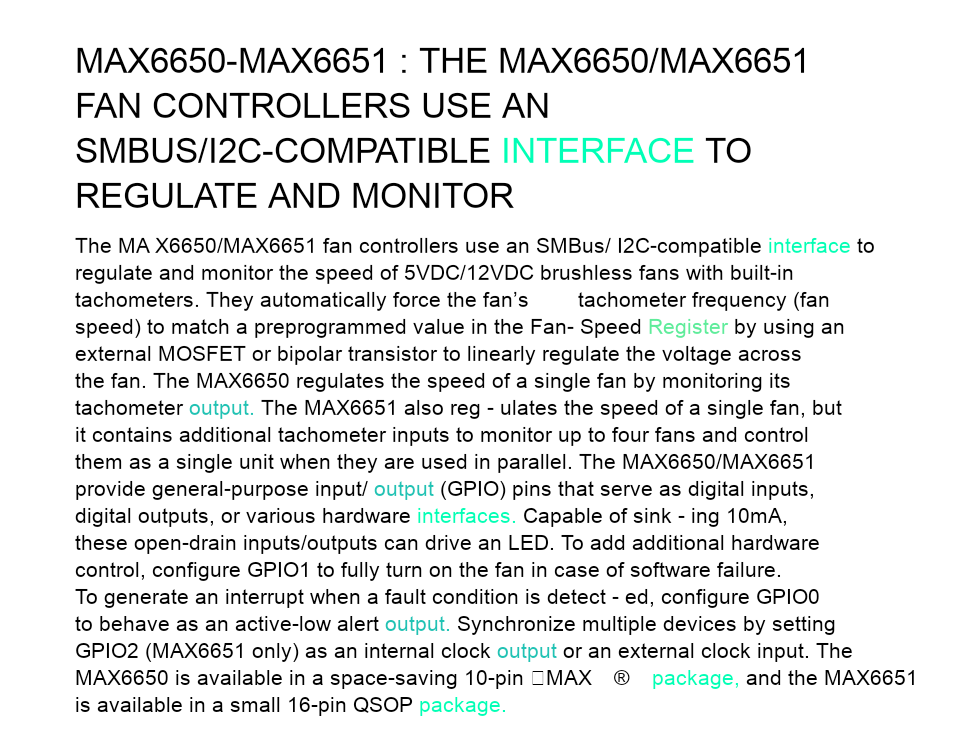 MAX6650-MAX6651 : THE MAX6650/MAX6651
FAN CONTROLLERS USE AN
SMBUS/I2C-COMPATIBLE INTERFACE TO
REGULATE AND MONITOR
The MA X6650/MAX6651 fan controllers use an SMBus/ I2C-compatible interface to
regulate and monitor the speed of 5VDC/12VDC brushless fans with built-in
tachometers. They automatically force the fan’s tachometer frequency (fan
speed) to match a preprogrammed value in the Fan- Speed Register by using an
external MOSFET or bipolar transistor to linearly regulate the voltage across
the fan. The MAX6650 regulates the speed of a single fan by monitoring its
tachometer output. The MAX6651 also reg - ulates the speed of a single fan, but
it contains additional tachometer inputs to monitor up to four fans and control
them as a single unit when they are used in parallel. The MAX6650/MAX6651
provide general-purpose input/ output (GPIO) pins that serve as digital inputs,
digital outputs, or various hardware interfaces. Capable of sink - ing 10mA,
these open-drain inputs/outputs can drive an LED. To add additional hardware
control, configure GPIO1 to fully turn on the fan in case of software failure.
To generate an interrupt when a fault condition is detect - ed, configure GPIO0
to behave as an active-low alert output. Synchronize multiple devices by setting
GPIO2 (MAX6651 only) as an internal clock output or an external clock input. The
MAX6650 is available in a space-saving 10-pin □MAX ® package, and the MAX6651
is available in a small 16-pin QSOP package.